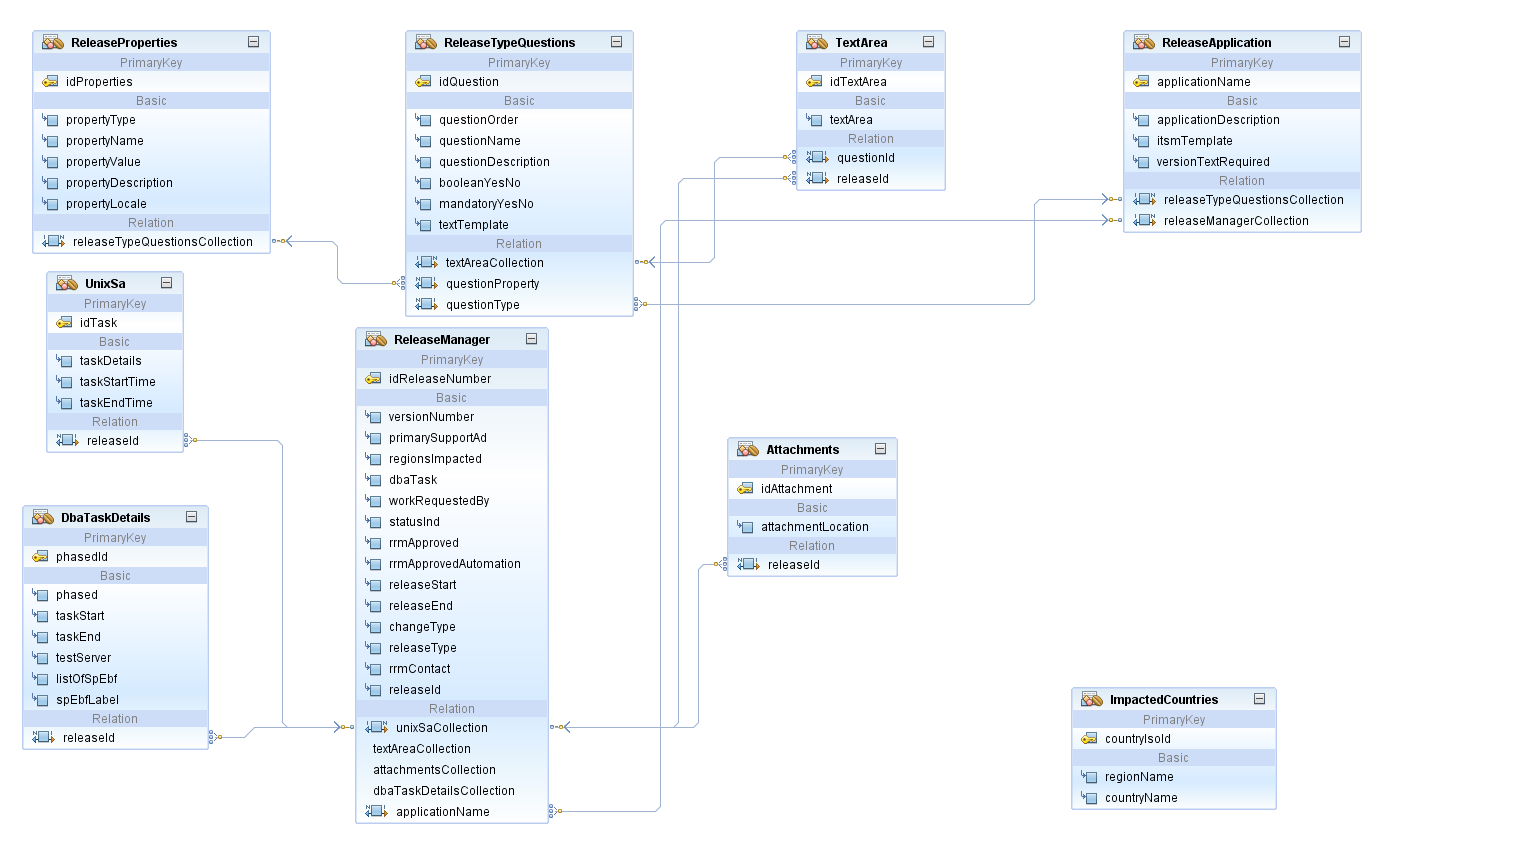 ReleaseProperties
PrimaryKey
idProperties
Basic
propertyType
propertyName
propertyValue
propertyDescription
propertyLocale
Relation
releaseTypeQuestionsCollection
ReleaseTypeQuestions
PrimaryKey
idQuestion
Basic
questionOrder
questionName
questionDescription
booleanYesNo
mandatoryYesNo
textTemplate
Relation
textAreaCollection
questionProperty
questionType
TextArea
PrimaryKey
idTextArea
Basic
textArea
Relation
questionId
releaseId
ReleaseApplication
PrimaryKey
applicationName
Basic
applicationDescription
itsmTemplate
versionTextRequired
Relation
releaseTypeQuestionsCollection
releaseManagerCollection
UnixSa
PrimaryKey
idTask
Basic
taskDetails
taskStartTime
taskEndTime
Relation
releaseId
ReleaseManager
PrimaryKey
idReleaseNumber
Basic
versionNumber
primarySupportAd
regionsImpacted
dbaTask
workRequestedBy
statusInd
rrmApproved
rrmApprovedAutomation
releaseStart
releaseEnd
changeType
releaseType
rrmContact
releaseId
Relation
unixSaCollection
textAreaCollection
attachmentsCollection
dbaTaskDetailsCollection
applicationName
Attachments
PrimaryKey
idAttachment
Basic
attachmentLocation
Relation
releaseId
DbaTaskDetails
PrimaryKey
phasedId
Basic
phased
taskStart
taskEnd
testServer
listOfSpEbf
spEbfLabel
Relation
releaseId
ImpactedCountries
PrimaryKey
countryIsoId
Basic
regionName
countryName